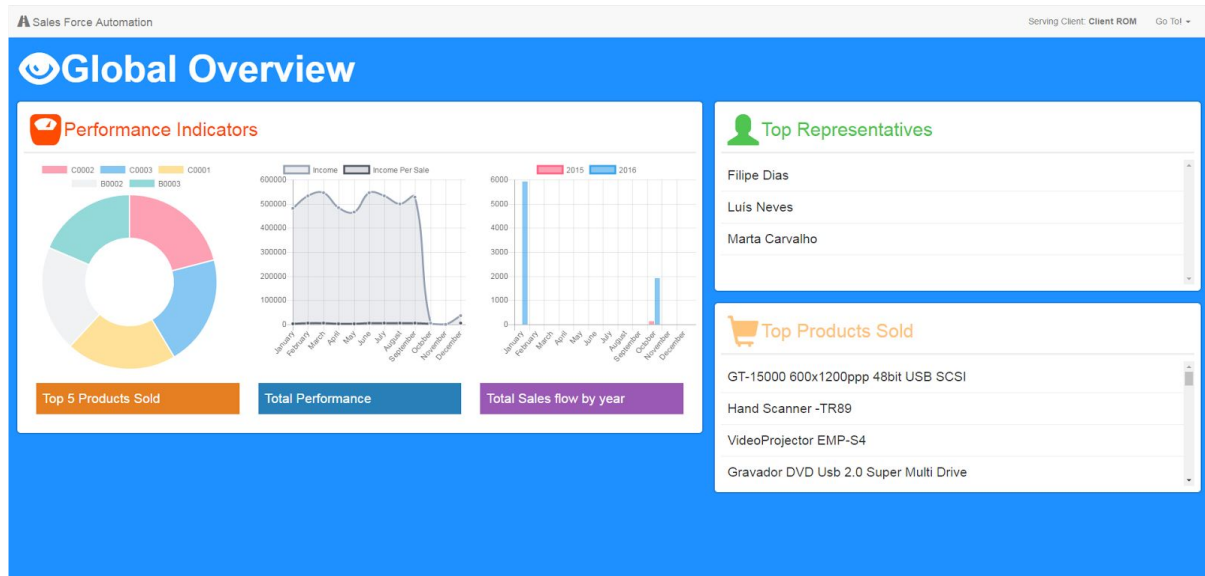 Sales Force Automation
Serving Client: Client ROM Go To!
Global Overview
Performance Indicators
C0002 C0003 C0001
B0002 B0003
Top 5 Products Sold
Income Income Per Sale
600000
500000
400000
300000
200000
100000
0
January
February
March
April
May
June
July
August
September
October
November
December
Total Performance
2015 2016
6000
5000
4000
3000
2000
1000
0
January
February
March
April
May
June
July
August
September
October
November
December
Total Sales flow by year
Top Representatives
Filipe Dias
Luís Neves
Marta Carvalho
Top Products Sold
GT-15000 600x1200ppp 48bit USB SCSI
Hand Scanner -TR89
VideoProjector EMP-S4
Gravador DVD Usb 2.0 Super Multi Drive